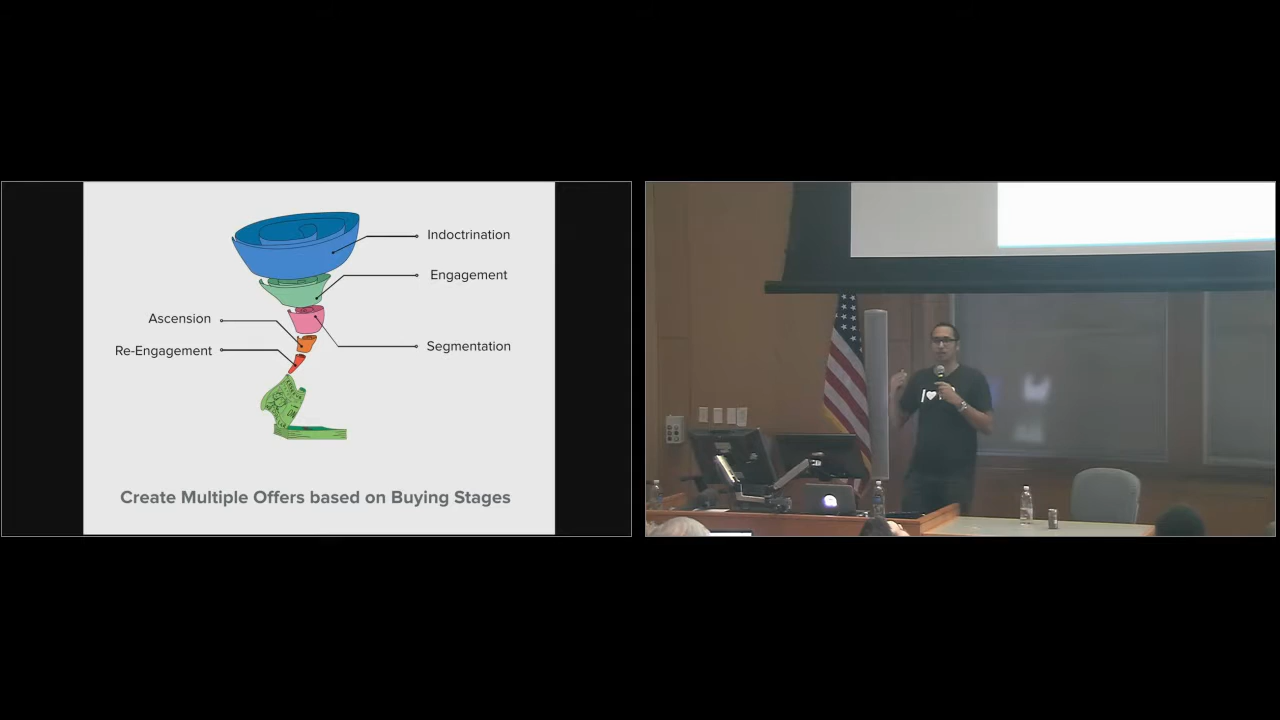 Indoctrination
Engagement
Ascension
Re-Engagement
Segmentation
Create Multiple Offers based on Buying Stages
I